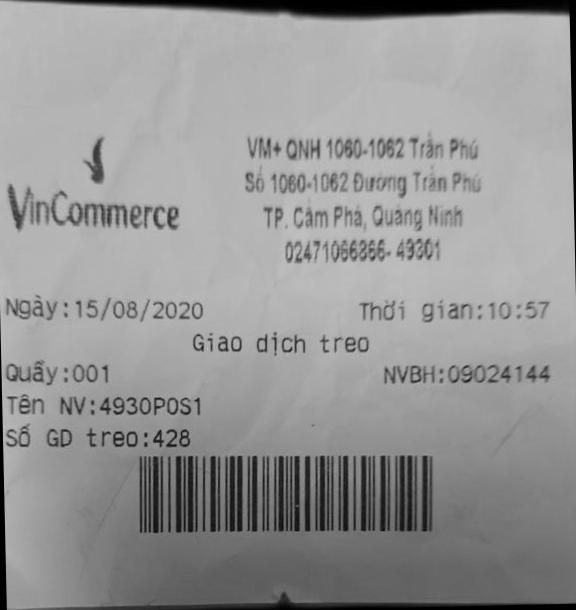 VinCommerce
VM+ QNH 1060-1062 Trần Phú
Số 1060-1062 Đường Trần Phú
TP. Cẩm Phả, Quảng Ninh
02471066866- 49301
Ngày:15/08/2020 Thời gian:10:57
Giao dịch treo
Quầy:001 NVBH:09024144
Tên NV:4930POS1
Số GD treo:428